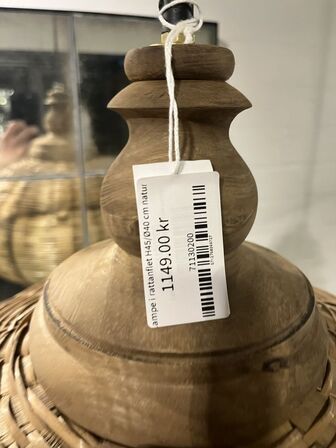 ampe i rattanflet H45/Ø40 cm natur
1149.00 kr
71130200